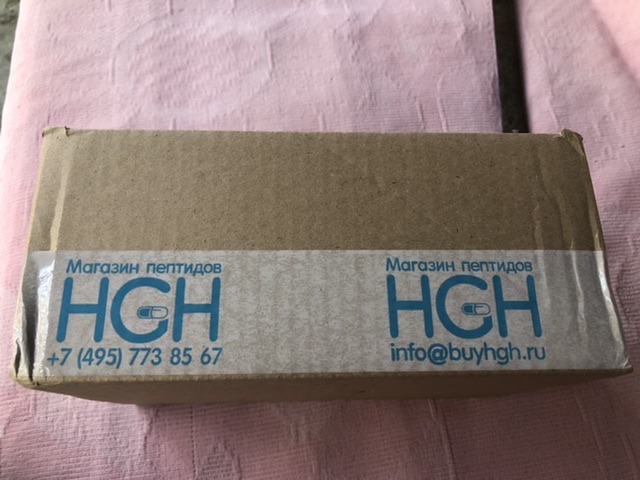 Магазин пептидов
HGH
+7 (495) 773 85 67
Магазин пептидов
HGH
info@buyhgh.ru